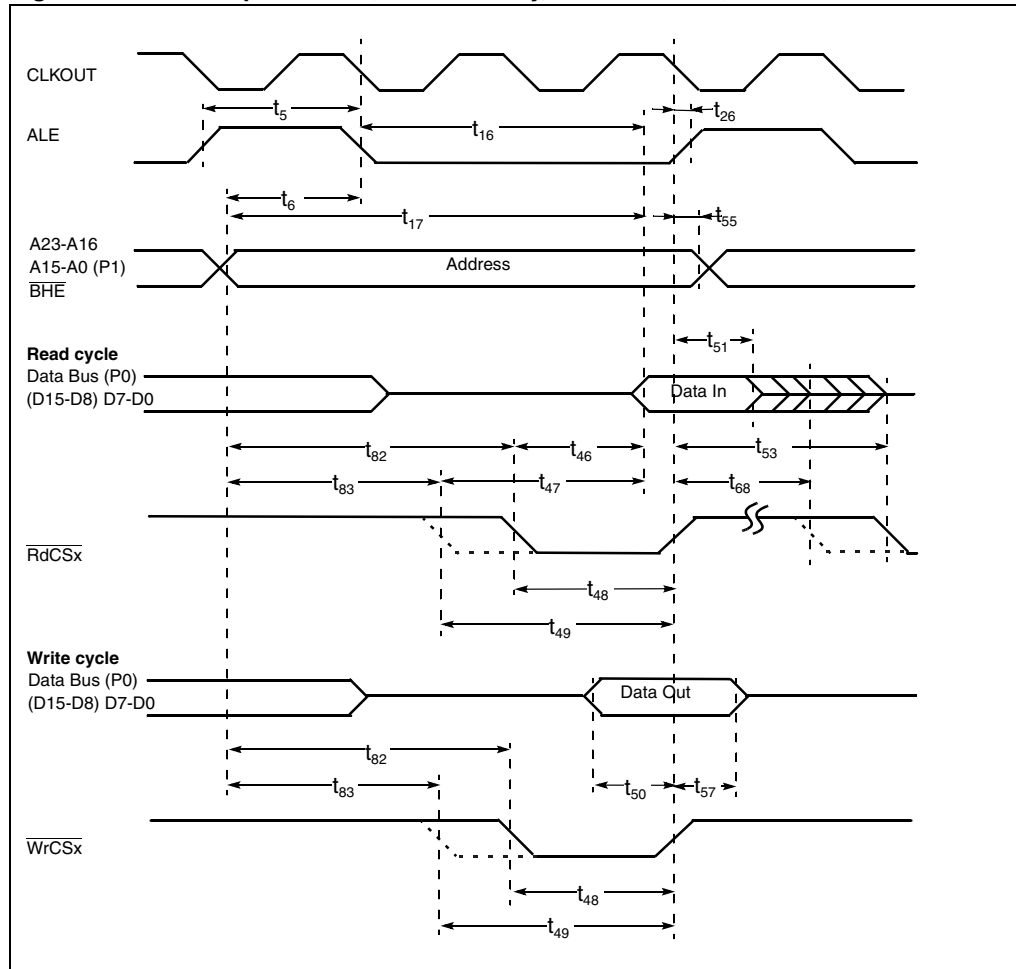 CLKOUT
t5
t26
t16
ALE
t6
t17
t55
A23-A16
A15-A0 (P1)
BHE
Address
t51
Read cycle
Data Bus (P0)
(D15-D8) D7-D0
Data In
t82
t46
t53
t83
t47
t68
RdCSx
t48
t49
Write cycle
Data Bus (P0)
(D15-D8) D7-D0
Data Out
t82
t83
t50
t57
WrCSx
t48
t49